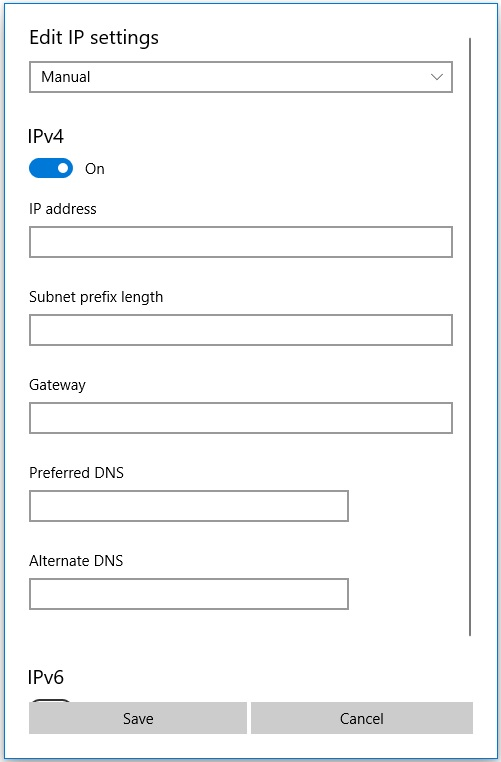 Edit IP settings
Manual
IPv4
On
IP address
Subnet prefix length
Gateway
Preferred DNS
Alternate DNS
IPv6
Save
Cancel